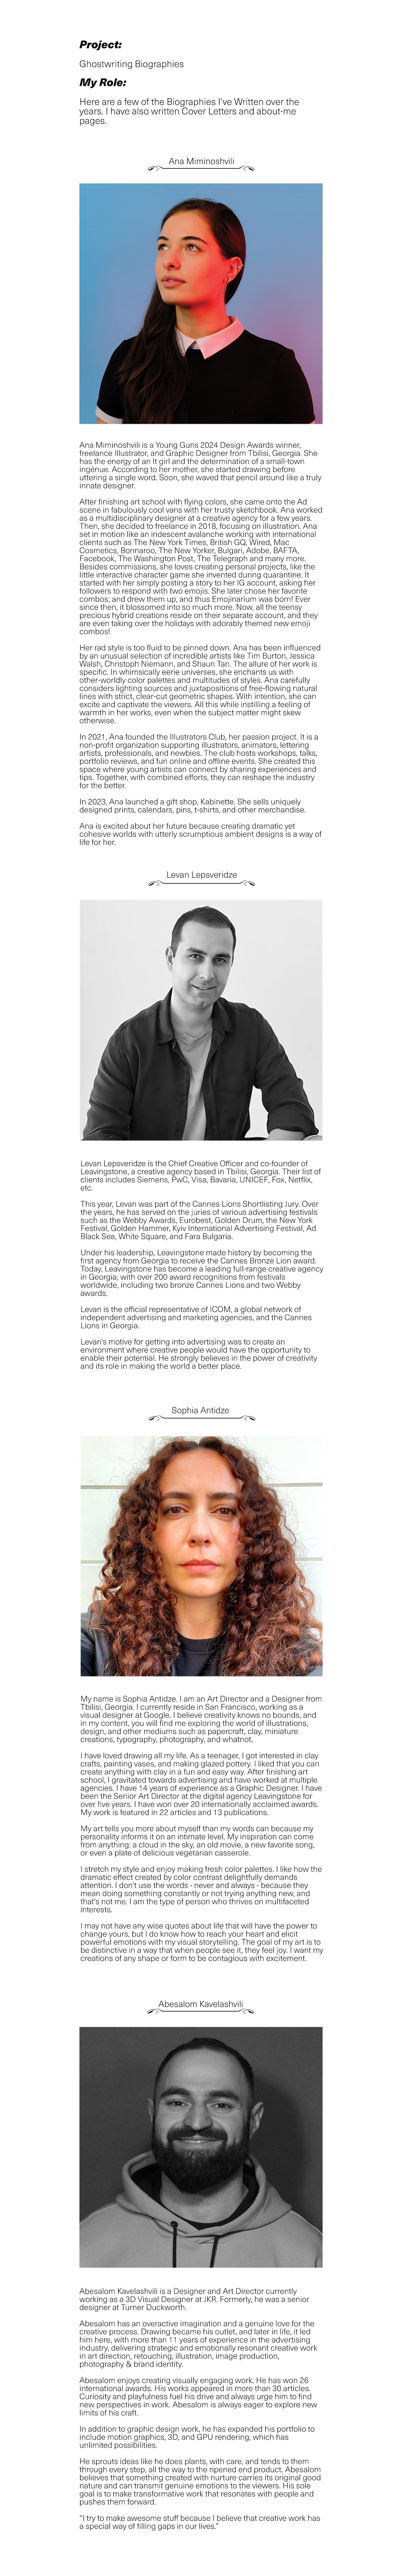 Project:
Ghostwriting Biographies
My Role:
Here are a few of the Biographies I've Written over the
years. I have also written Cover Letters and about-me
pages.
Ana Miminoshvili
Ana Miminoshvili is a Young Guns 2024 Design Awards winner,
freelance Illustrator, and Graphic Designer from Tbilisi, Georgia. She
has the energy of an It girl and the determination of a small-town
ingénue. According to her mother, she started drawing before
uttering a single word. Soon, she waved that pencil around like a truly
innate designer.
After finishing art school with flying colors, she came onto the Ad
scene in fabulously cool vans with her trusty sketchbook. Ana worked
as a multidisciplinary designer at a creative agency for a few years.
Then, she decided to freelance in 2018, focusing on illustration. Ana
set in motion like an iridescent avalanche working with international
clients such as The New York Times, British GQ, Wired, Mac
Cosmetics, Bonnaroo, The New Yorker, Bulgari, Adobe, BAFTA,
Facebook, The Washington Post, The Telegraph and many more.
Besides commissions, she loves creating personal projects, like the
little interactive character game she invented during quarantine. It
started with her simply posting a story to her IG account, asking her
followers to respond with two emojis. She later chose her favorite
combos; and drew them up, and thus Emojinarium was born! Ever
since then, it blossomed into so much more. Now, all the teensy
precious hybrid creations reside on their separate account, and they
are even taking over the holidays with adorably themed new emoji
combos!
Her rad style is too fluid to be pinned down. Ana has been influenced
by an unusual selection of incredible artists like Tim Burton, Jessica
Walsh, Christoph Niemann, and Shaun Tan. The allure of her work is
specific. In whimsically eerie universes, she enchants us with
other-worldly color palettes and multitudes of styles. Ana carefully
considers lighting sources and juxtapositions of free-flowing natural
lines with strict, clear-cut geometric shapes. With intention, she can
excite and captivate the viewers. All this while instilling a feeling of
warmth in her works, even when the subject matter might skew
otherwise.
In 2021, Ana founded the Illustrators Club, her passion project. It is a
non-profit organization supporting illustrators, animators, lettering
artists, professionals, and newbies. The club hosts workshops, talks,
portfolio reviews, and fun online and offline events. She created this
space where young artists can connect by sharing experiences and
tips. Together, with combined efforts, they can reshape the industry
for the better.
In 2023, Ana launched a gift shop, Kabinette. She sells uniquely
designed prints, calendars, pins, t-shirts, and other merchandise.
Ana is excited about her future because creating dramatic yet
cohesive worlds with utterly scrumptious ambient designs is a way of
life for her.
Levan Lepsveridze
Levan Lepsveridze is the Chief Creative Officer and co-founder of
Leavingstone, a creative agency based in Tbilisi, Georgia. Their list of
clients includes Siemens, PwC, Visa, Bavaria, UNICEF, Fox, Netflix,
etc.
This year, Levan was part of the Cannes Lions Shortlisting Jury. Over
the years, he has served on the juries of various advertising festivals
such as the Webby Awards, Eurobest, Golden Drum, the New York
Festival, Golden Hammer, Kyiv International Advertising Festival, Ad
Black Sea, White Square, and Fara Bulgaria.
Under his leadership, Leavingstone made history by becoming the
first agency from Georgia to receive the Cannes Bronze Lion award.
Today, Leavingstone has become a leading full-range creative agency
in Georgia, with over 200 award recognitions from festivals
worldwide, including two bronze Cannes Lions and two Webby
awards.
Levan is the official representative of ICOM, a global network of
independent advertising and marketing agencies, and the Cannes
Lions in Georgia.
Levan's motive for getting into advertising was to create an
environment where creative people would have the opportunity to
enable their potential. He strongly believes in the power of creativity
and its role in making the world a better place.
Sophia Antidze
My name is Sophia Antidze. I am an Art Director and a Designer from
Tbilisi, Georgia. I currently reside in San Francisco, working as a
visual designer at Google. I believe creativity knows no bounds, and
in my content, you will find me exploring the world of illustrations,
design, and other mediums such as papercraft, clay, miniature
creations, typography, photography, and whatnot.
I have loved drawing all my life. As a teenager, I got interested in clay
crafts, painting vases, and making glazed pottery. I liked that you can
create anything with clay in a fun and easy way. After finishing art
school, I gravitated towards advertising and have worked at multiple
agencies. I have 14 years of experience as a Graphic Designer. I have
been the Senior Art Director at the digital agency Leavingstone for
over five years. I have won over 20 internationally acclaimed awards.
My work is featured in 22 articles and 13 publications.
My art tells you more about myself than my words can because my
personality informs it on an intimate level. My inspiration can come
from anything: a cloud in the sky, an old movie, a new favorite song,
or even a plate of delicious vegetarian casserole.
I stretch my style and enjoy making fresh color palettes. I like how the
dramatic effect created by color contrast delightfully demands
attention. I don't use the words - never and always - because they
mean doing something constantly or not trying anything new, and
that's not me. I am the type of person who thrives on multifaceted
interests.
I may not have any wise quotes about life that will have the power to
change yours, but I do know how to reach your heart and elicit
powerful emotions with my visual storytelling. The goal of my art is to
be distinctive in a way that when people see it, they feel joy. I want my
creations of any shape or form to be contagious with excitement.
Abesalom Kavelashvili
Abesalom Kavelashvili is a Designer and Art Director currently
working as a 3D Visual Designer at JKR. Formerly, he was a senior
designer at Turner Duckworth.
Abesalom has an overactive imagination and a genuine love for the
creative process. Drawing became his outlet, and later in life, it led
him here, with more than 11 years of experience in the advertising
industry, delivering strategic and emotionally resonant creative work
in art direction, retouching, illustration, image production,
photography & brand identity.
Abesalom enjoys creating visually engaging work. He has won 26
international awards. His works appeared in more than 30 articles.
Curiosity and playfulness fuel his drive and always urge him to find
new perspectives in work. Abesalom is always eager to explore new
limits of his craft.
In addition to graphic design work, he has expanded his portfolio to
include motion graphics, 3D, and GPU rendering, which has
unlimited possibilities.
He sprouts ideas like he does plants, with care, and tends to them
through every step, all the way to the ripened end product. Abesalom
believes that something created with nurture carries its original good
nature and can transmit genuine emotions to the viewers. His sole
goal is to make transformative work that resonates with people and
pushes them forward.
“I try to make awesome stuff because I believe that creative work has
a special way of filling gaps in our lives.”